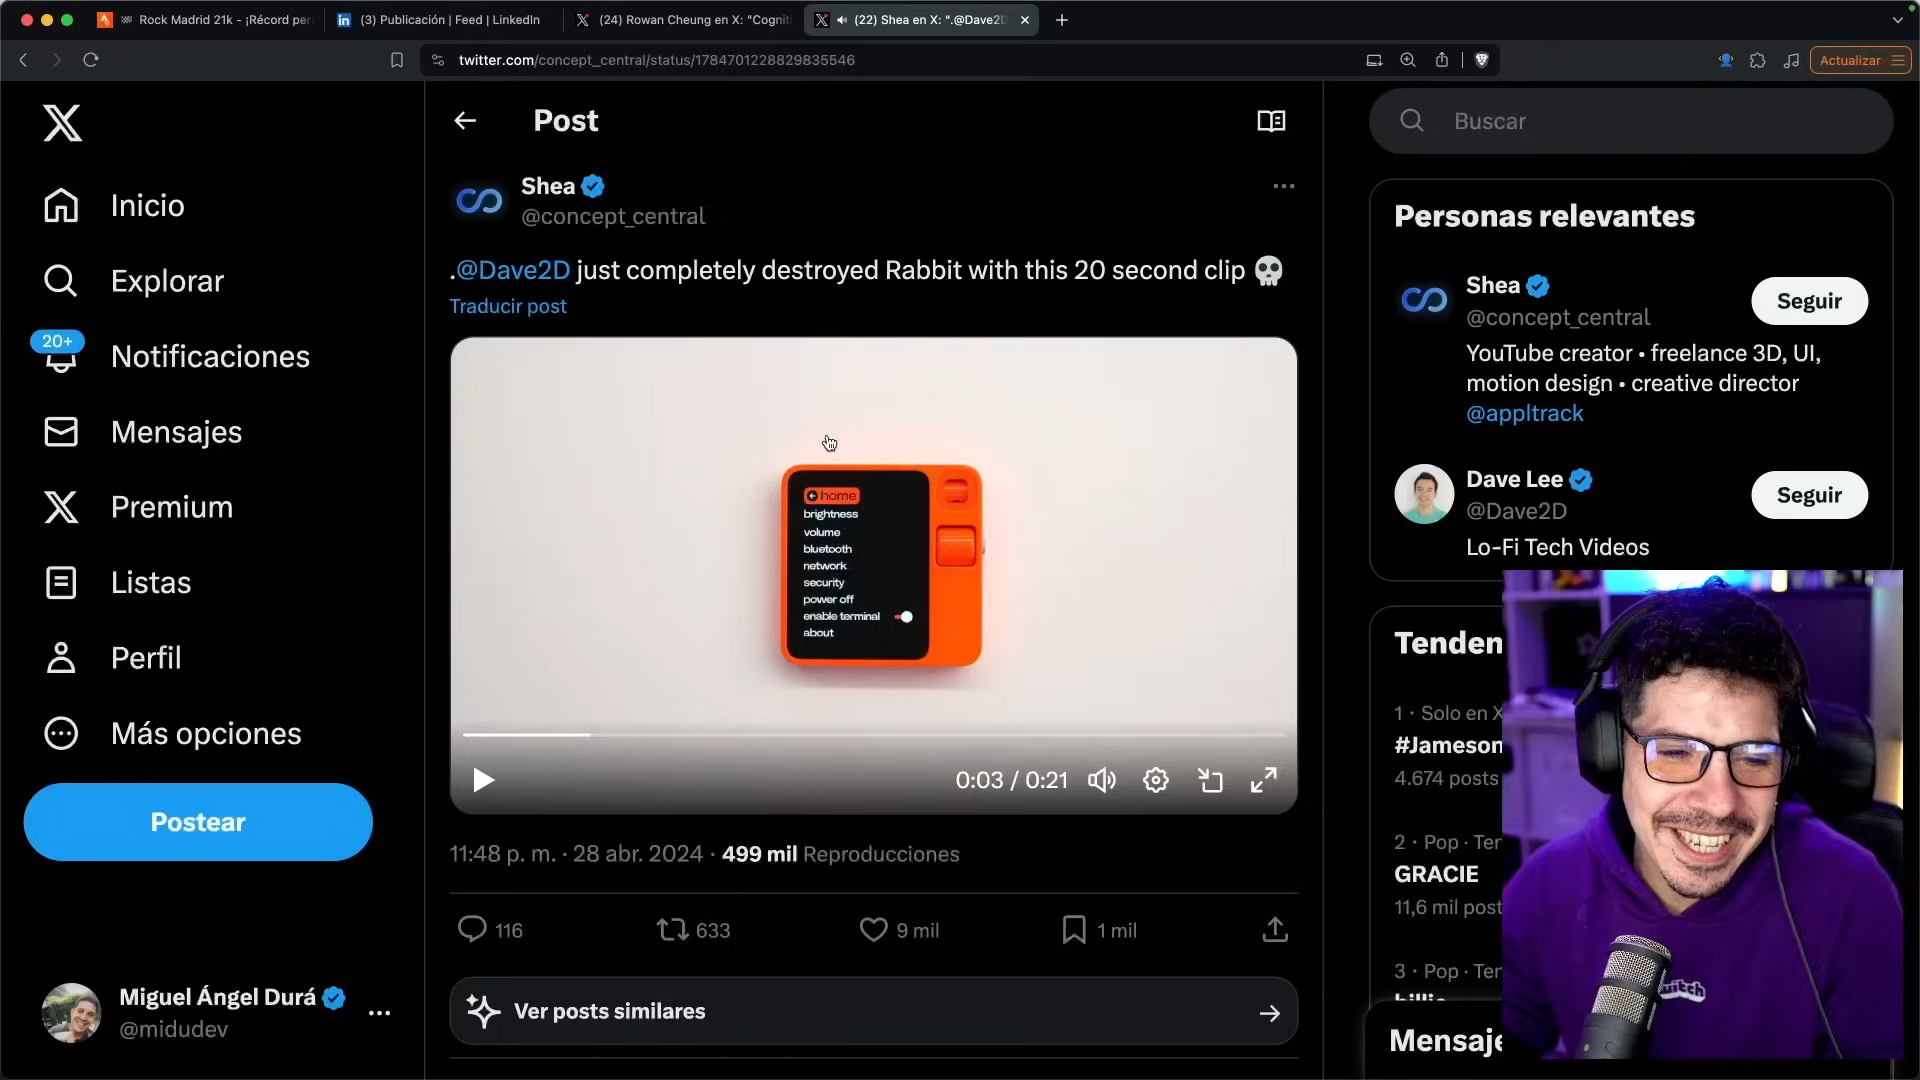 Rock Madrid 21k - ¡Récord per
(3) Publicación | Feed | LinkedIn
(24) Rowan Cheung en X: "Cognit
(22) Shea en X: ".@Dave2D
twitter.com/concept_central/status/1784701228829835546
Actualizar
Inicio
Explorar
20+
Notificaciones
Mensajes
Premium
Listas
Perfil
Más opciones
Postear
Miguel Ángel Durá
@midudev
Post
Shea
@concept_central
.@Dave2D just completely destroyed Rabbit with this 20 second clip 💀
Traducir post
home
brightness
volume
bluetooth
network
security
power off
enable terminal
about
0:03 / 0:21
11:48 p. m. · 28 abr. 2024 · 499 mil Reproducciones
116
633
9 mil
1 mil
Ver posts similares
Buscar
Personas relevantes
Shea
@concept_central
Seguir
YouTube creator • freelance 3D, UI,
motion design • creative director
@appltrack
Dave Lee
@Dave2D
Seguir
Lo-Fi Tech Videos
Tenden
1 · Solo en X
#Jameson
4.674 posts
2 · Pop · Ter
GRACIE
11,6 mil post
3 · Pop · Ter
Mensaje